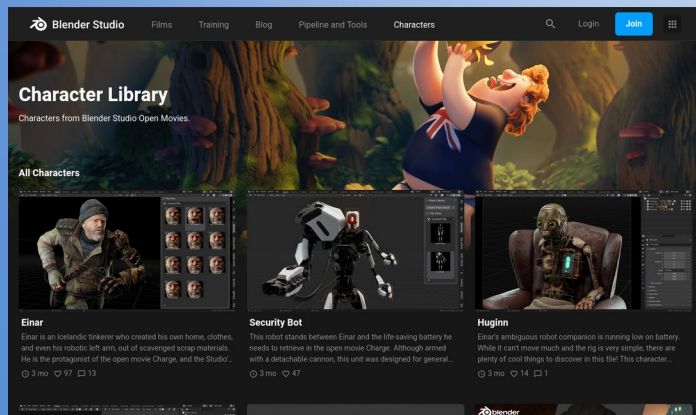 Blender Studio Films Training Blog Pipeline and Tools Characters Login Join
Character Library
Characters from Blender Studio Open Movies.
All Characters
Einar
Einar is an Icelandic tinkerer who created his own home, clothes,
and even his robotic left arm; out of scavenged scrap materials.
He is the protagonist of the open movie Charge, and the Studio'...
3 mo 97 13
Security Bot
This robot stands between Einar and the life-saving battery he
needs to retrieve in the open movie Charge. Although armed
with a detachable cannon, this unit was designed for general...
3 mo 47
Huginn
Einar's ambiguous robot companion is running low on battery.
While it can't move much and the rig is very simple, there are
plenty of cool things to discover in this file! This character...
3 mo 14 1
blender